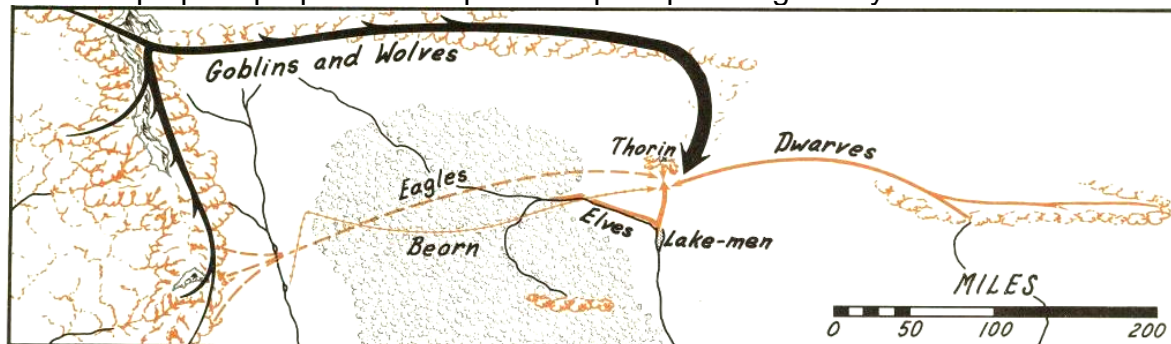 Goblins and Wolves
Thorin
Dwarves
Eagles
Elves
Beorn
Lake-men
MILES
0 50 100 200